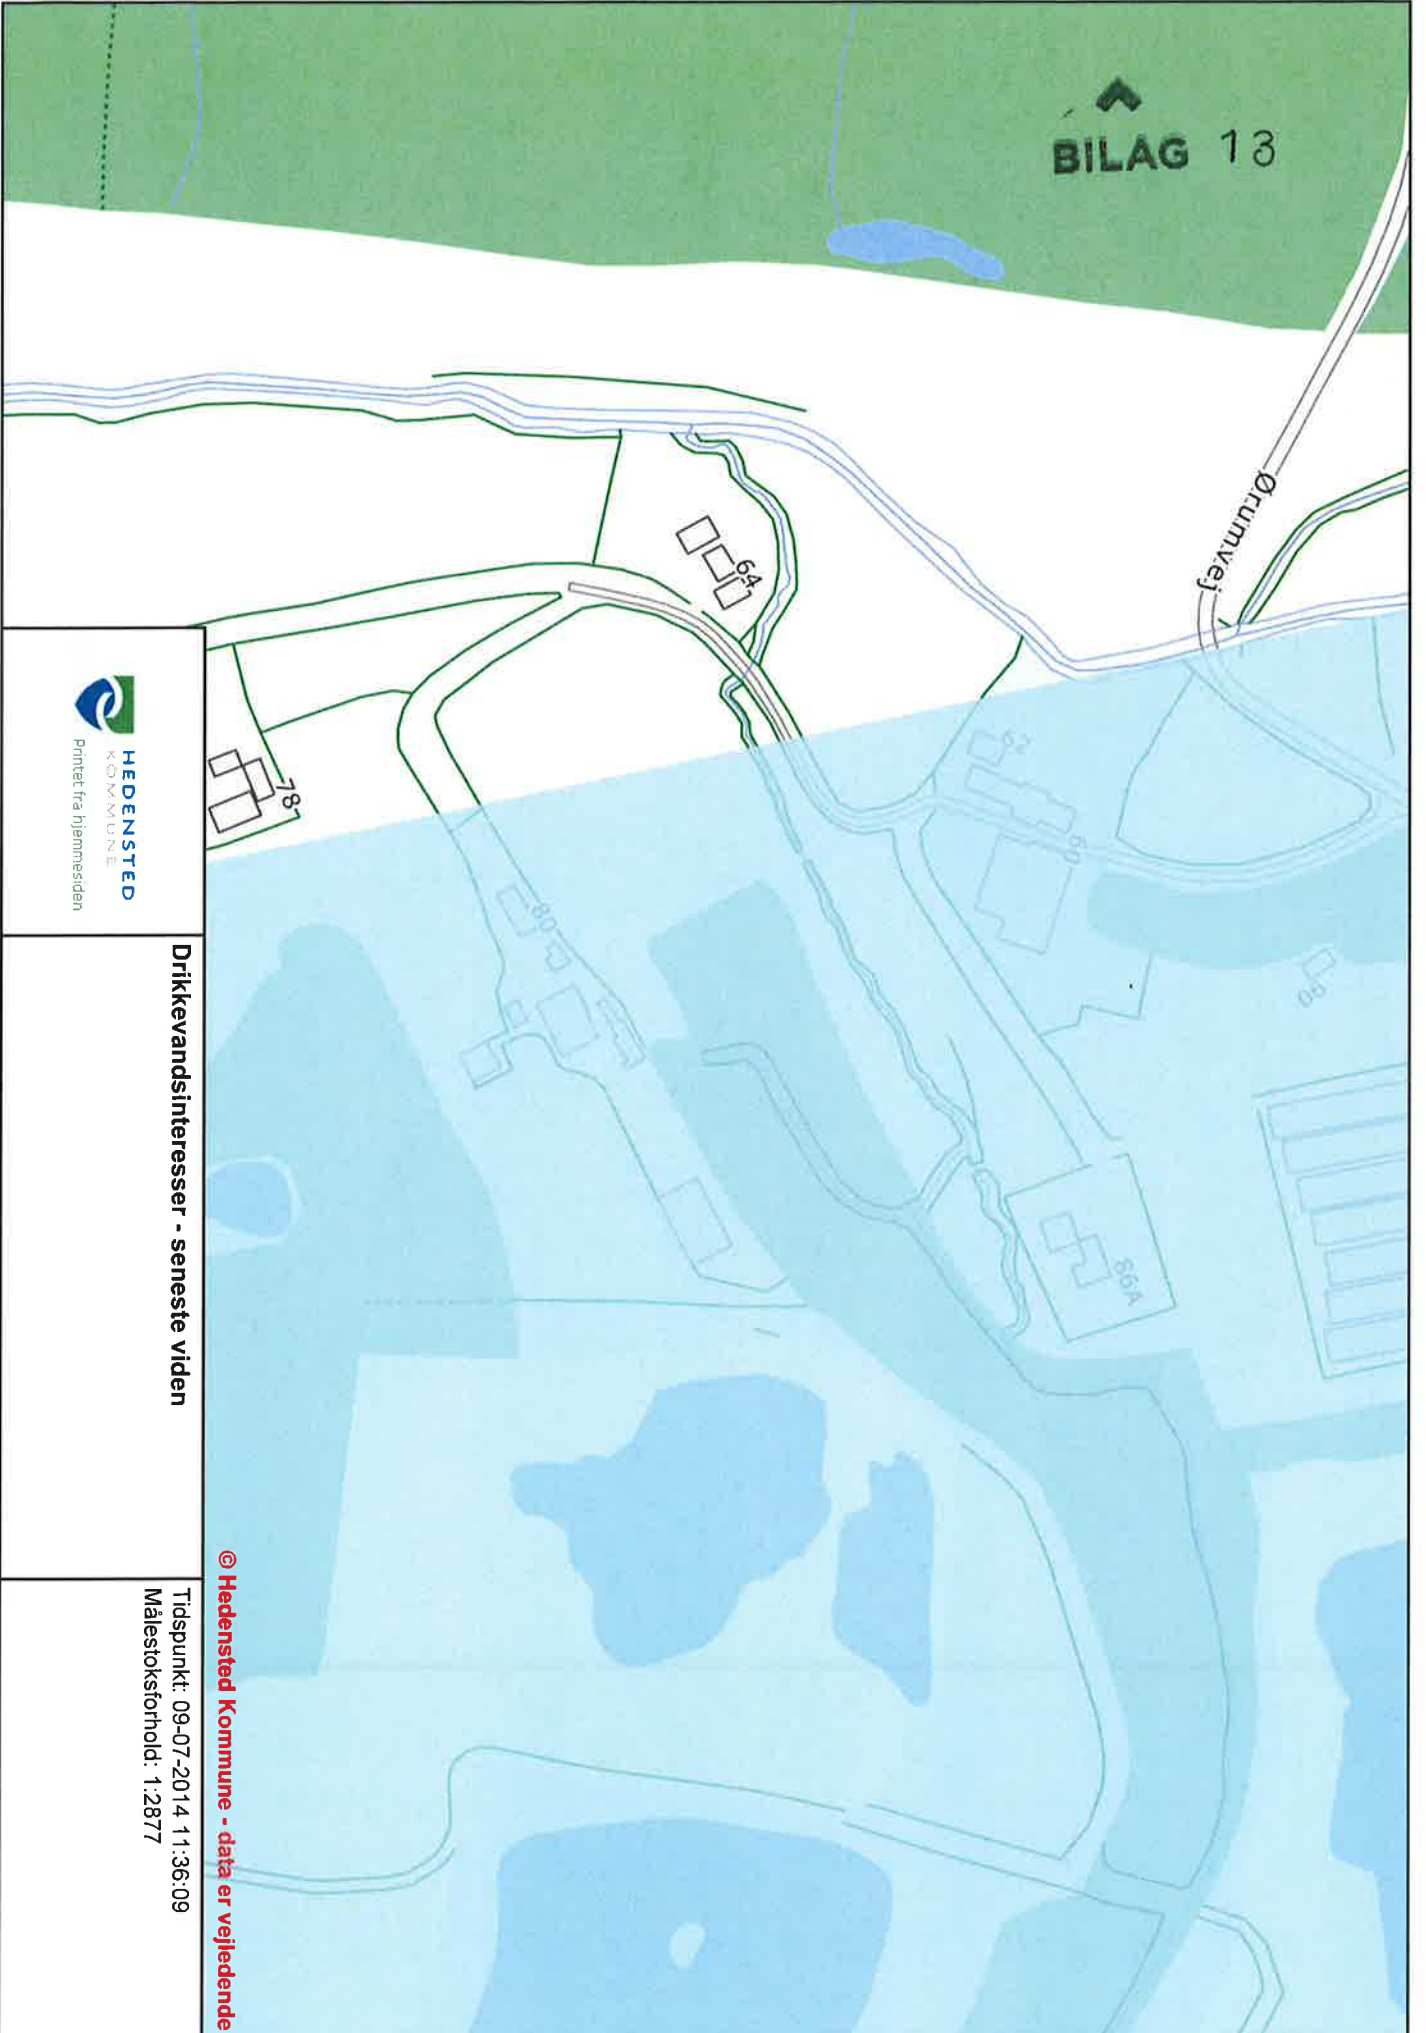 BILAG 13
Ørumvej
64
62
60
66
78
80
86A
HEDENSTED
KOMMUNE
Printet fra hjemmesiden
Drikkevandsinteresser - seneste viden
Tidspunkt: 09-07-2014 11:36:09
Målestoksforhold: 1:2877
© Hedensted Kommune - data er vejledende